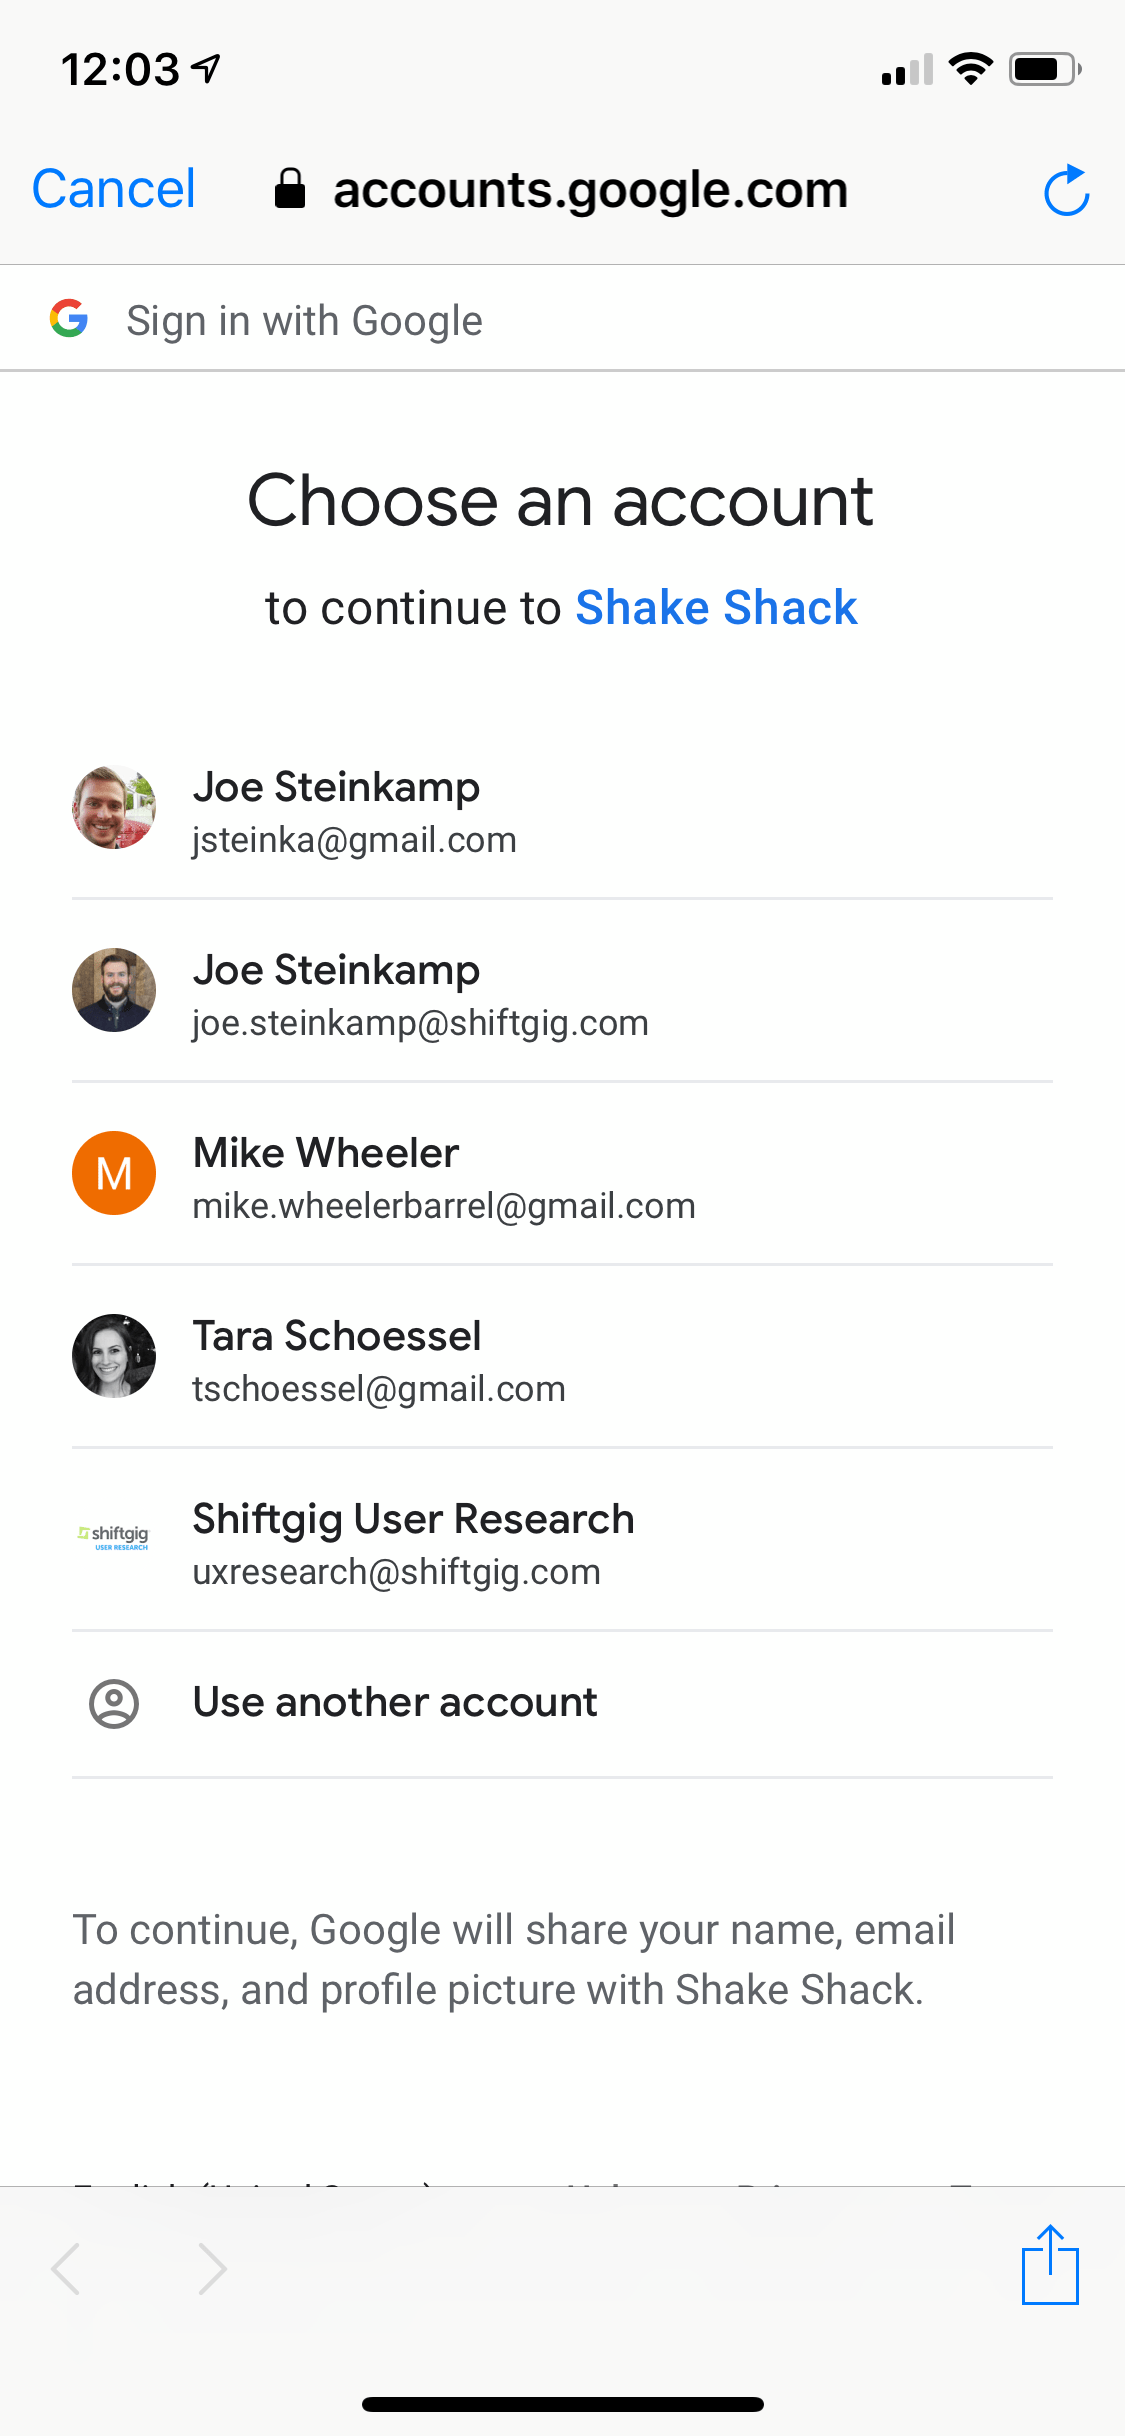 12:03
Cancel accounts.google.com
Sign in with Google
Choose an account
to continue to Shake Shack
Joe Steinkamp
jsteinka@gmail.com
Joe Steinkamp
joe.steinkamp@shiftgig.com
M
Mike Wheeler
mike.wheelerbarrel@gmail.com
Tara Schoessel
tschoessel@gmail.com
shiftgig
USER RESEARCH
Shiftgig User Research
uxresearch@shiftgig.com
Use another account
To continue, Google will share your name, email
address, and profile picture with Shake Shack.